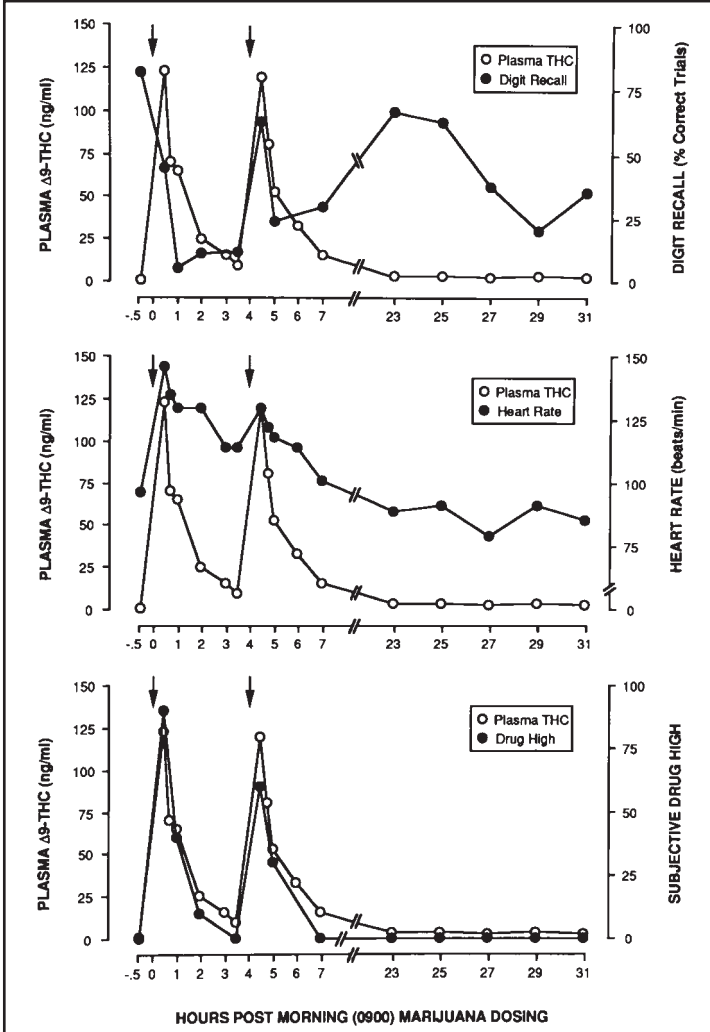 150
125
100
75
50
25
0
PLASMA Δ9-THC (ng/ml)
Plasma THC
Digit Recall
100
75
50
25
0
DIGIT RECALL (% Correct Trials)
-.5 0 1 2 3 4 5 6 7 23 25 27 29 31
150
125
100
75
50
25
0
PLASMA Δ9-THC (ng/ml)
Plasma THC
Heart Rate
150
125
100
75
0
HEART RATE (beats/min)
-.5 0 1 2 3 4 5 6 7 23 25 27 29 31
150
125
100
75
50
25
0
PLASMA Δ9-THC (ng/ml)
Plasma THC
Drug High
100
75
50
25
0
SUBJECTIVE DRUG HIGH
-.5 0 1 2 3 4 5 6 7 23 25 27 29 31
HOURS POST MORNING (0900) MARIJUANA DOSING